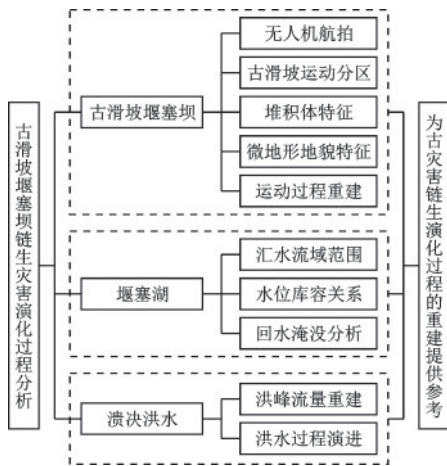 古滑坡堰塞坝链生灾害演化过程分析
古滑坡堰塞坝
无人机航拍
古滑坡运动分区
堆积体特征
微地形地貌特征
运动过程重建
堰塞湖
汇水流域范围
水位库容关系
回水淹没分析
溃决洪水
洪峰流量重建
洪水过程演进
为古灾害链生演化过程的重建提供参考